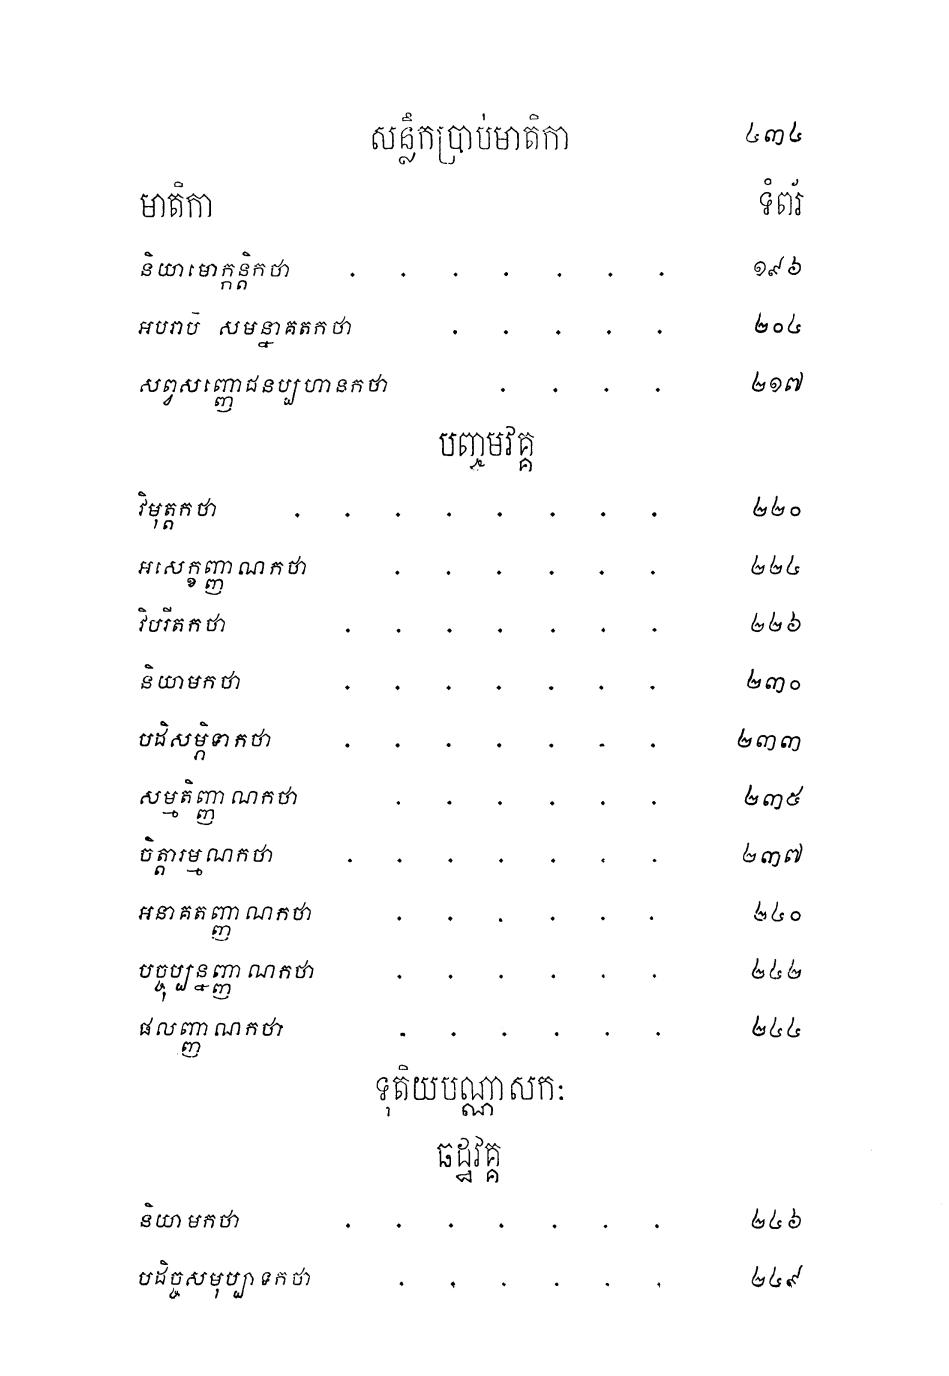 សន្លឹកប្រាប់មាតិកា ៤៣៤
មាតិកា ទំព័រ
និយាមោក្កន្តិកថា . . . . . . . ១៩៦
អបរាបិ សមន្នាគតកថា . . . . . ២០៤
សព្វសញ្ញោជនប្បហានកថា . . . . ២១៧
បញ្ចមវគ្គ
វិមុត្តកថា . . . . . . . . ២២០
អសេក្ខញ្ញាណកថា . . . . . . ២២៤
វិបរីតកថា . . . . . . . ២២៦
និយាមកថា . . . . . . . ២៣០
បដិសម្ភិទាកថា . . . . . . . ២៣៣
សម្មតិញ្ញាណកថា . . . . . . ២៣៥
ចិត្តារម្មណកថា . . . . . . . ២៣៧
អនាគតញ្ញាណកថា . . . . . . ២៤០
បច្ចុប្បន្នញ្ញាណកថា . . . . . . ២៤២
ផលញ្ញាណកថា . . . . . . ២៤៤
ទុតិយបណ្ណាសកៈ
ឆដ្ឋវគ្គ
និយាមកថា . . . . . . . ២៤៦
បដិច្ចសមុប្បាទកថា . . . . . . ២៤៩